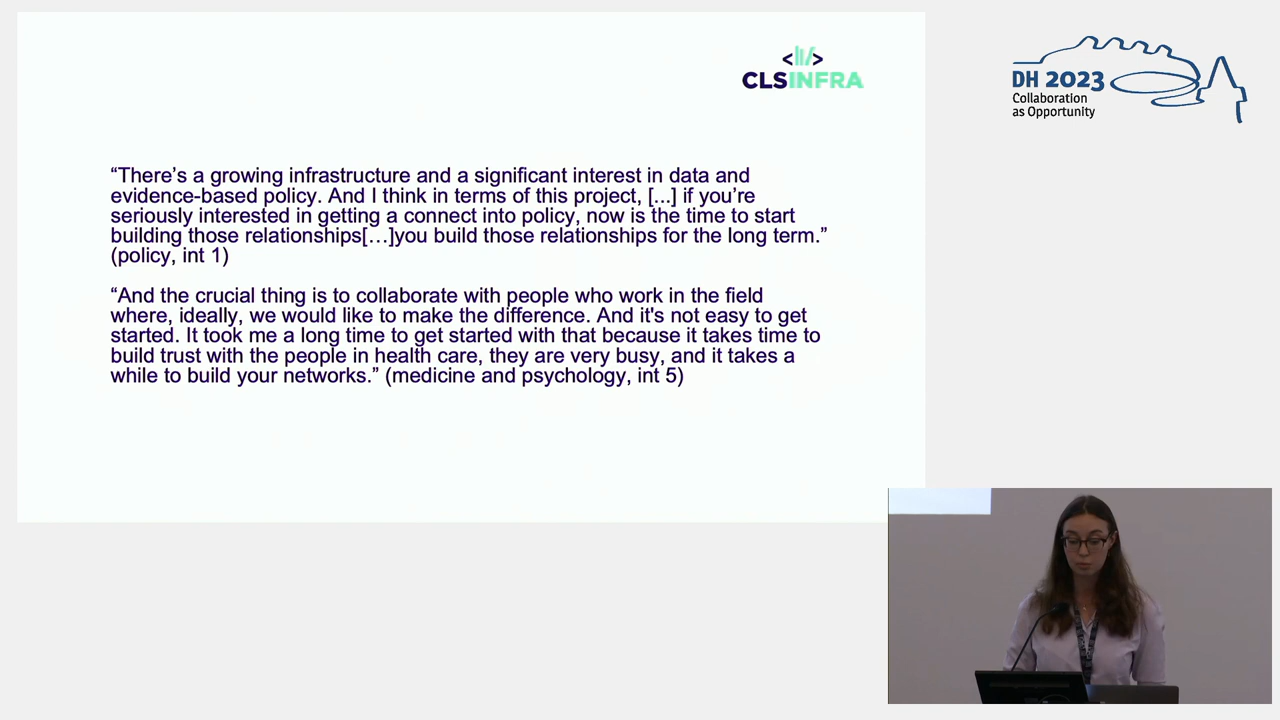 <CLSINFRA
DH 2023
Collaboration
as Opportunity
“There’s a growing infrastructure and a significant interest in data and
evidence-based policy. And I think in terms of this project, [...] if you’re
seriously interested in getting a connect into policy, now is the time to start
building those relationships[…]you build those relationships for the long term.”
(policy, int 1)
“And the crucial thing is to collaborate with people who work in the field
where, ideally, we would like to make the difference. And it's not easy to get
started. It took me a long time to get started with that because it takes time to
build trust with the people in health care, they are very busy, and it takes a
while to build your networks.” (medicine and psychology, int 5)
DH 2023